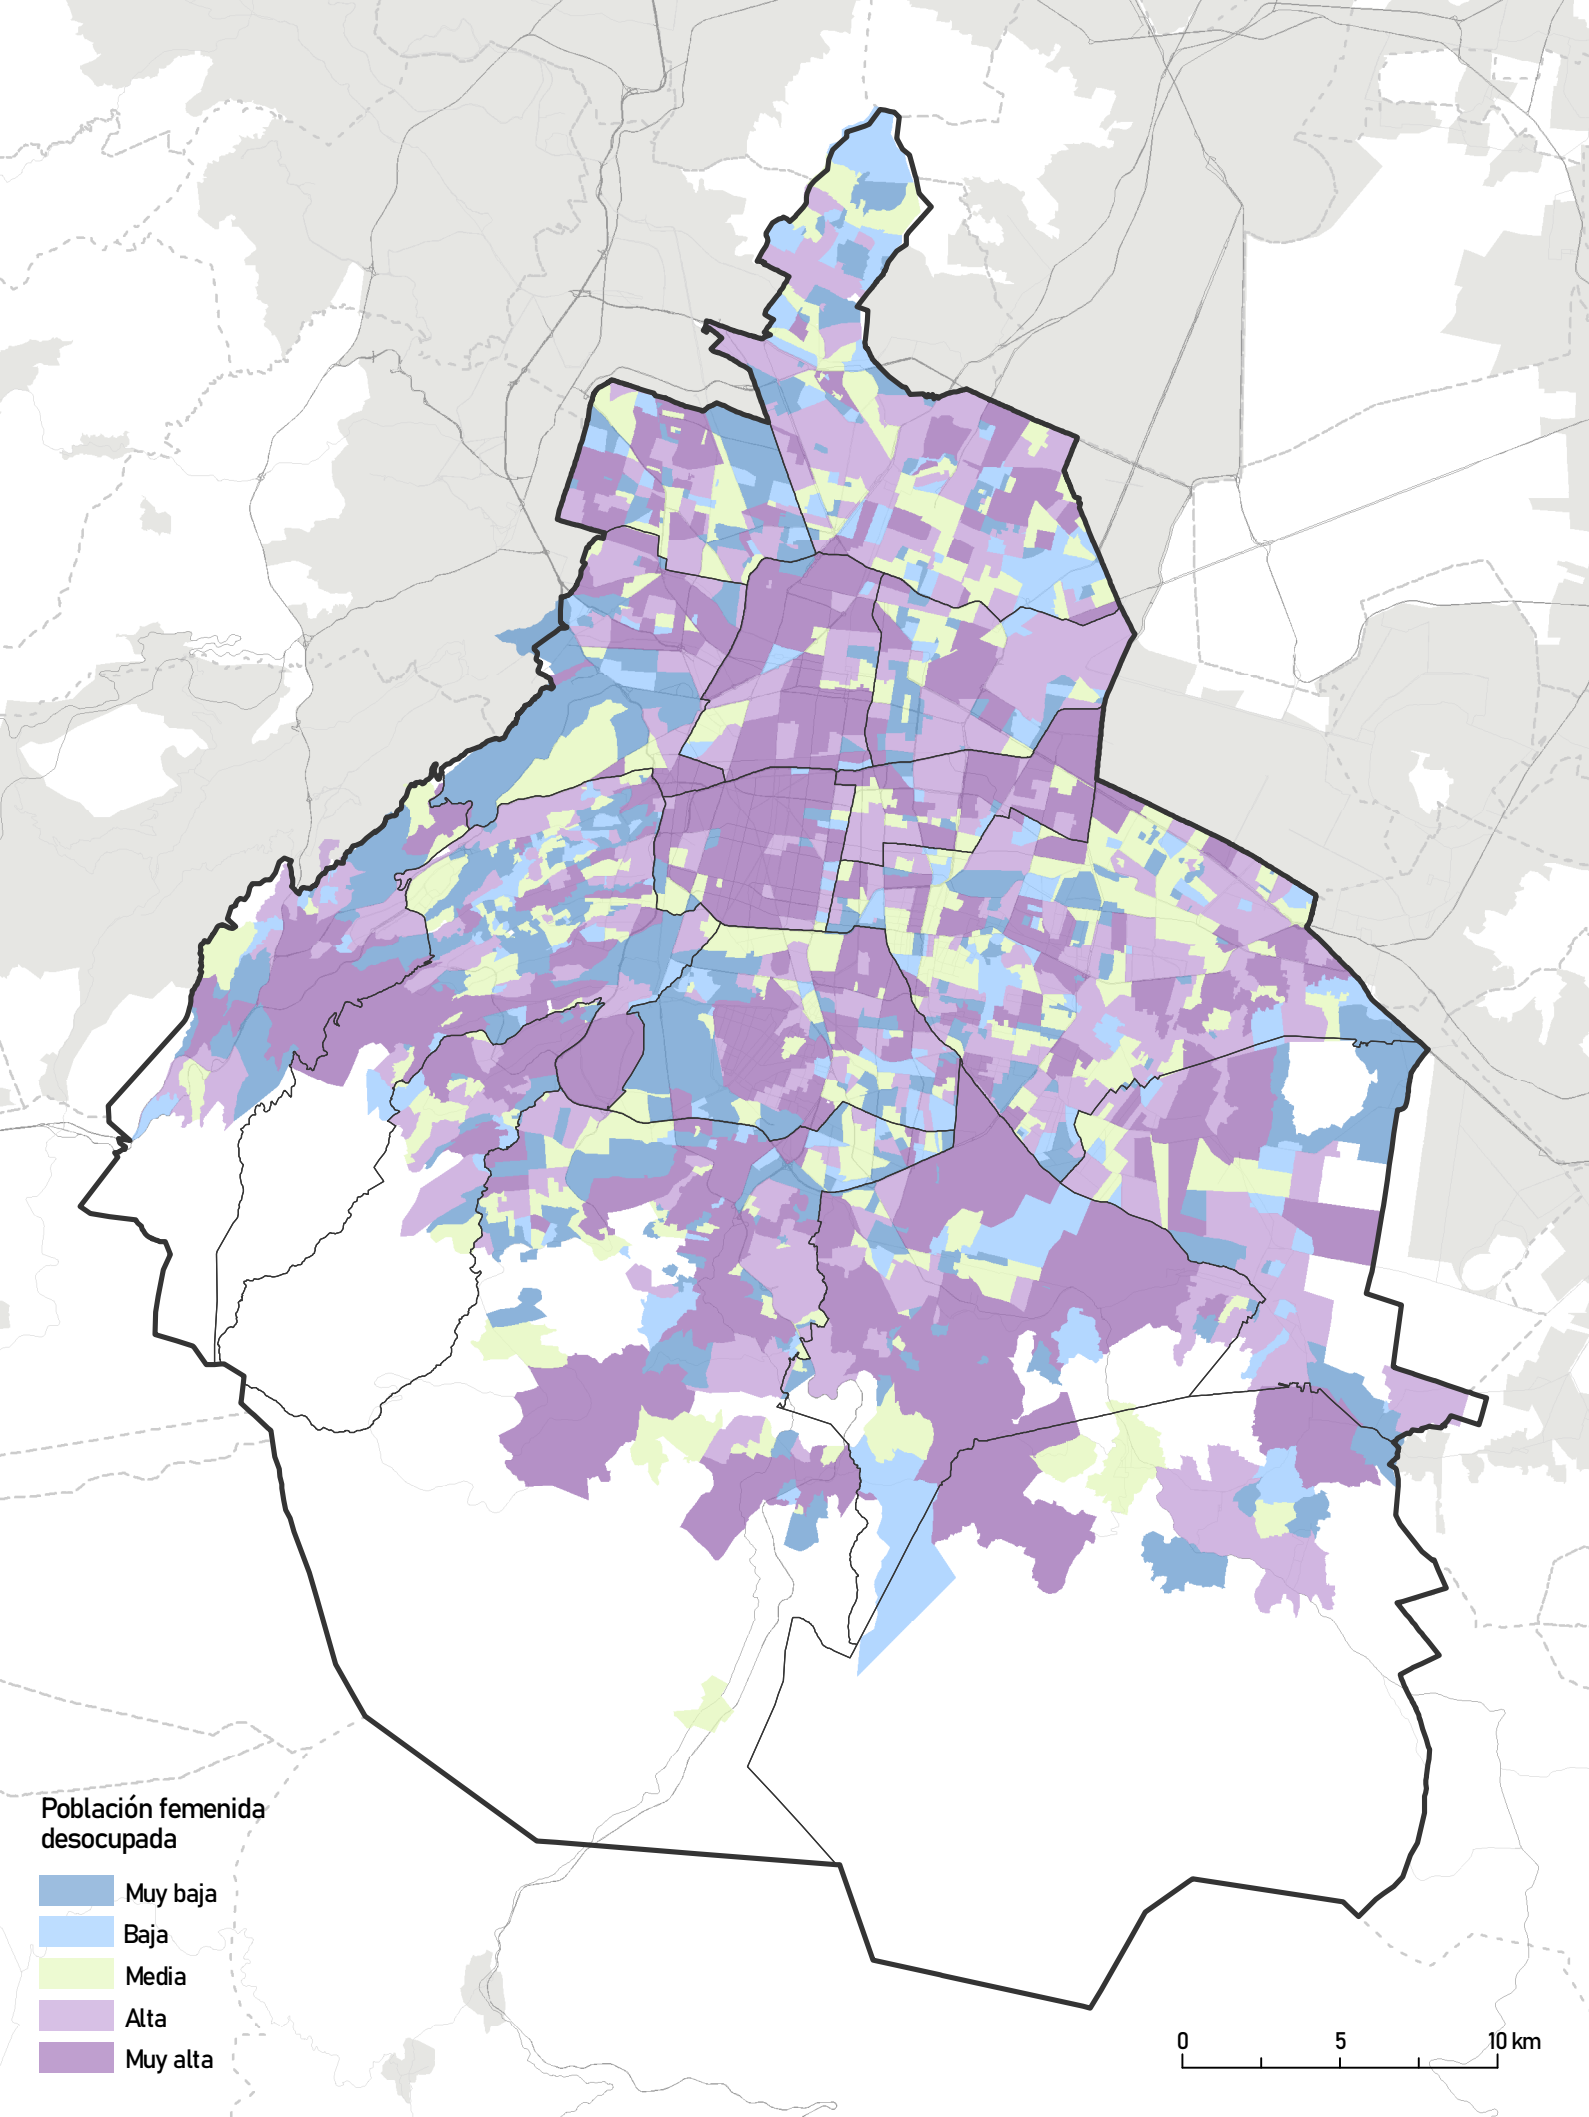 Población femenida
desocupada
Muy baja
Baja
Media
Alta
Muy alta
0 5 10 km